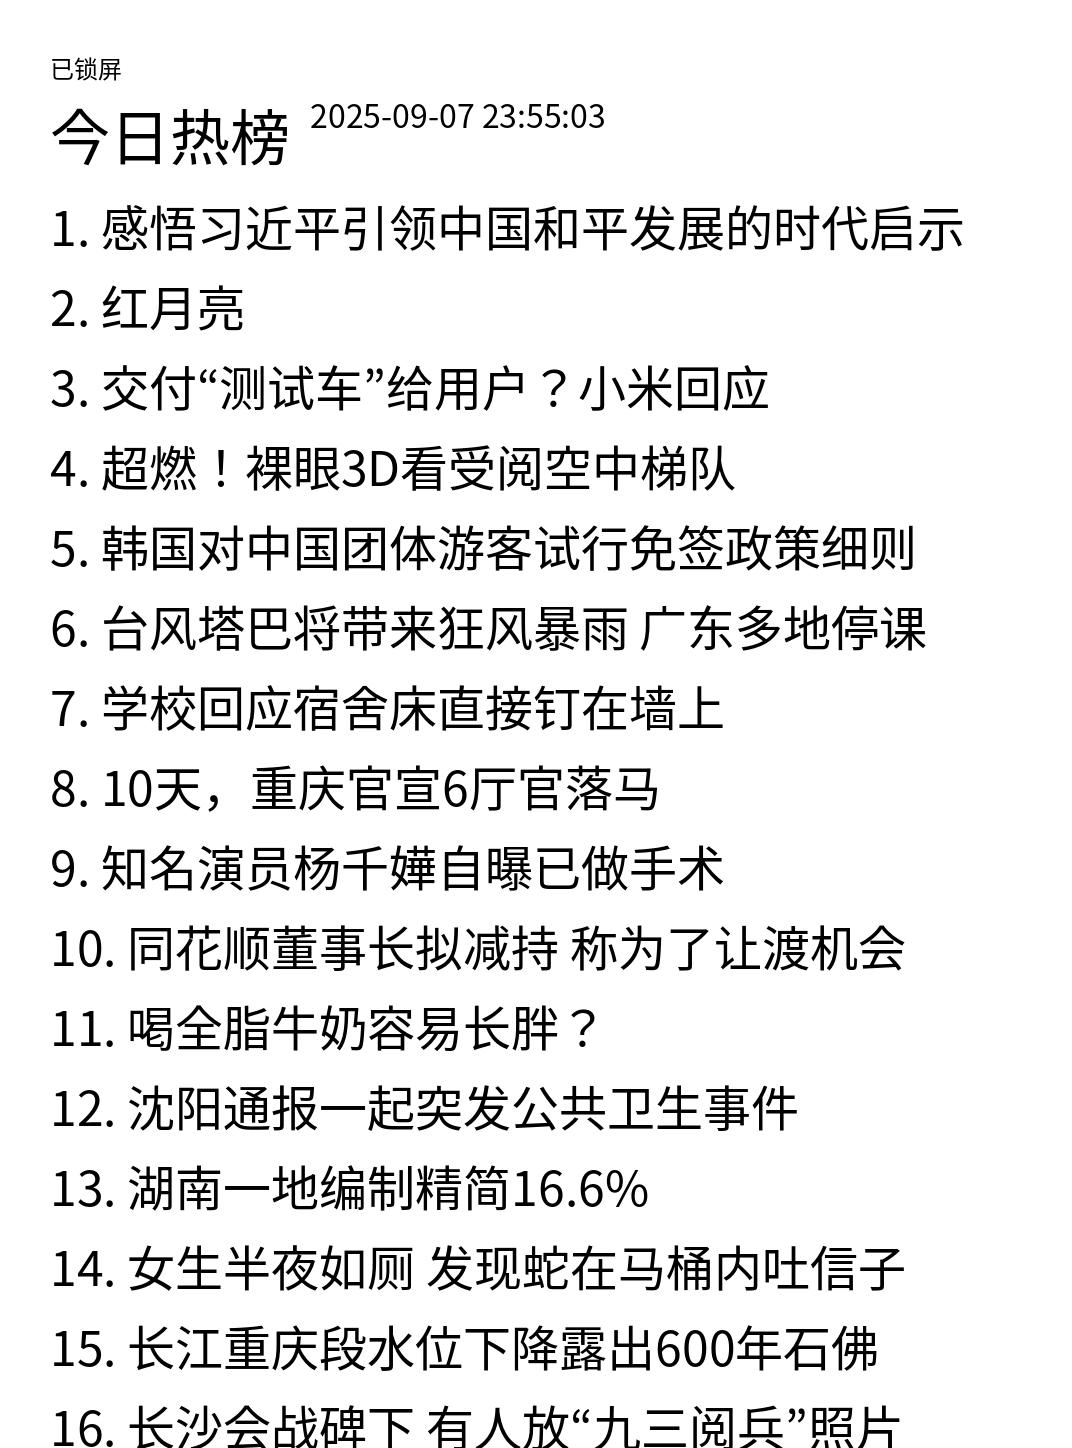 已锁屏
今日热榜 2025-09-07 23:55:03
1. 感悟习近平引领中国和平发展的时代启示
2. 红月亮
3. 交付“测试车”给用户？小米回应
4. 超燃！裸眼3D看受阅空中梯队
5. 韩国对中国团体游客试行免签政策细则
6. 台风塔巴将带来狂风暴雨 广东多地停课
7. 学校回应宿舍床直接钉在墙上
8. 10天，重庆官宣6厅官落马
9. 知名演员杨千嬅自曝已做手术
10. 同花顺董事长拟减持 称为了让渡机会
11. 喝全脂牛奶容易长胖？
12. 沈阳通报一起突发公共卫生事件
13. 湖南一地编制精简16.6%
14. 女生半夜如厕 发现蛇在马桶内吐信子
15. 长江重庆段水位下降露出600年石佛
16. 长沙会战碑下 有人放“九三阅兵”照片